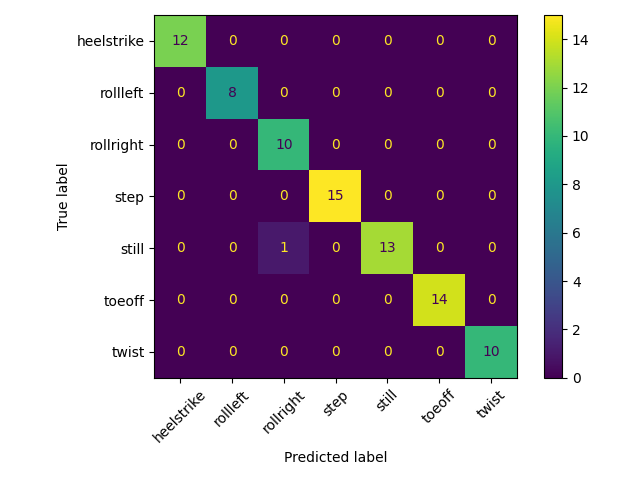 heelstrike 12 0 0 0 0 0 0
rollleft 0 8 0 0 0 0 0
rollright 0 0 10 0 0 0 0
step 0 0 0 15 0 0 0
still 0 0 1 0 13 0 0
toeoff 0 0 0 0 0 14 0
twist 0 0 0 0 0 0 10
heelstrike rollleft rollright step still toeoff twist
Predicted label
True label
14
12
10
8
6
4
2
0